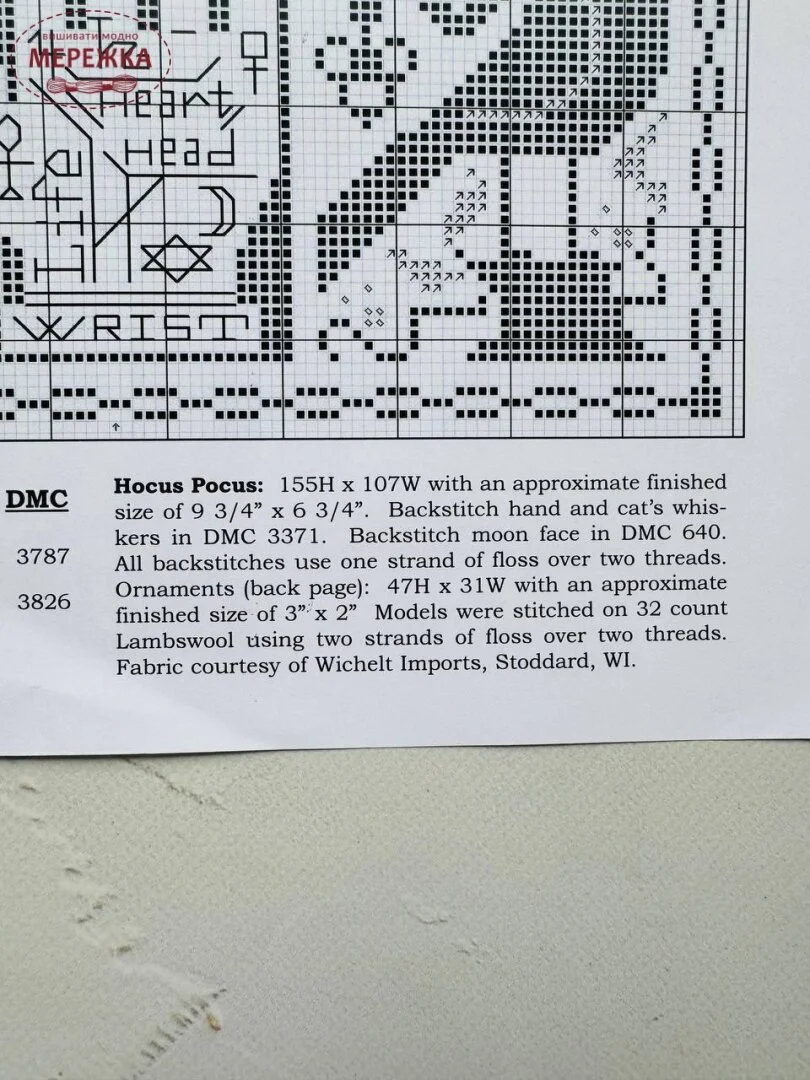 вишивати модно
МЕРЕЖКА
Heart
Head
Life
WRIST
DMC
3787
3826
Hocus Pocus: 155H x 107W with an approximate finished
size of 9 3/4” x 6 3/4”. Backstitch hand and cat’s whis-
kers in DMC 3371. Backstitch moon face in DMC 640.
All backstitches use one strand of floss over two threads.
Ornaments (back page): 47H x 31W with an approximate
finished size of 3” x 2” Models were stitched on 32 count
Lambswool using two strands of floss over two threads.
Fabric courtesy of Wichelt Imports, Stoddard, WI.